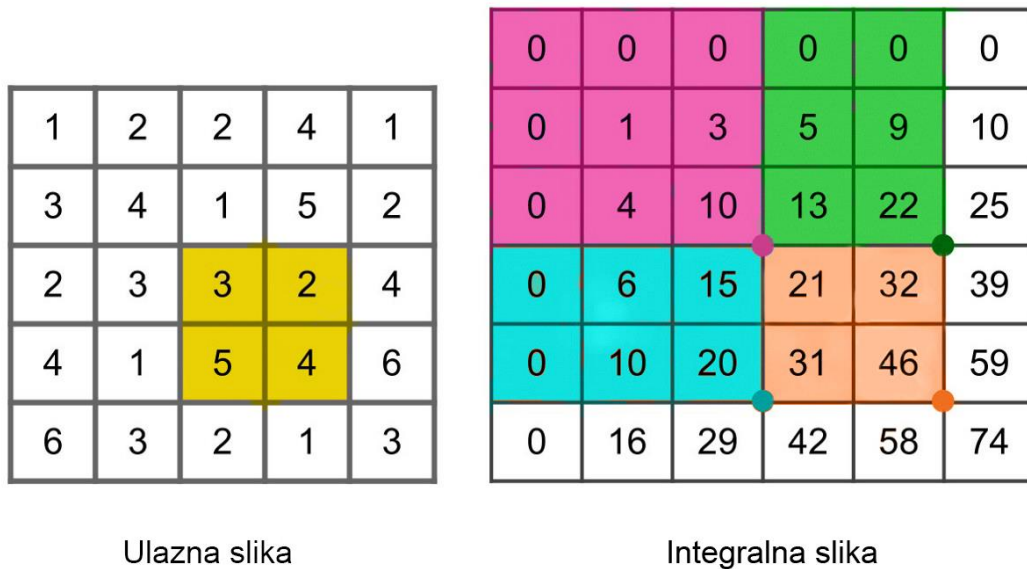 1 2 2 4 1
3 4 1 5 2
2 3 3 2 4
4 1 5 4 6
6 3 2 1 3
Ulazna slika
0 0 0 0 0 0
0 1 3 5 9 10
0 4 10 13 22 25
0 6 15 21 32 39
0 10 20 31 46 59
0 16 29 42 58 74
Integralna slika